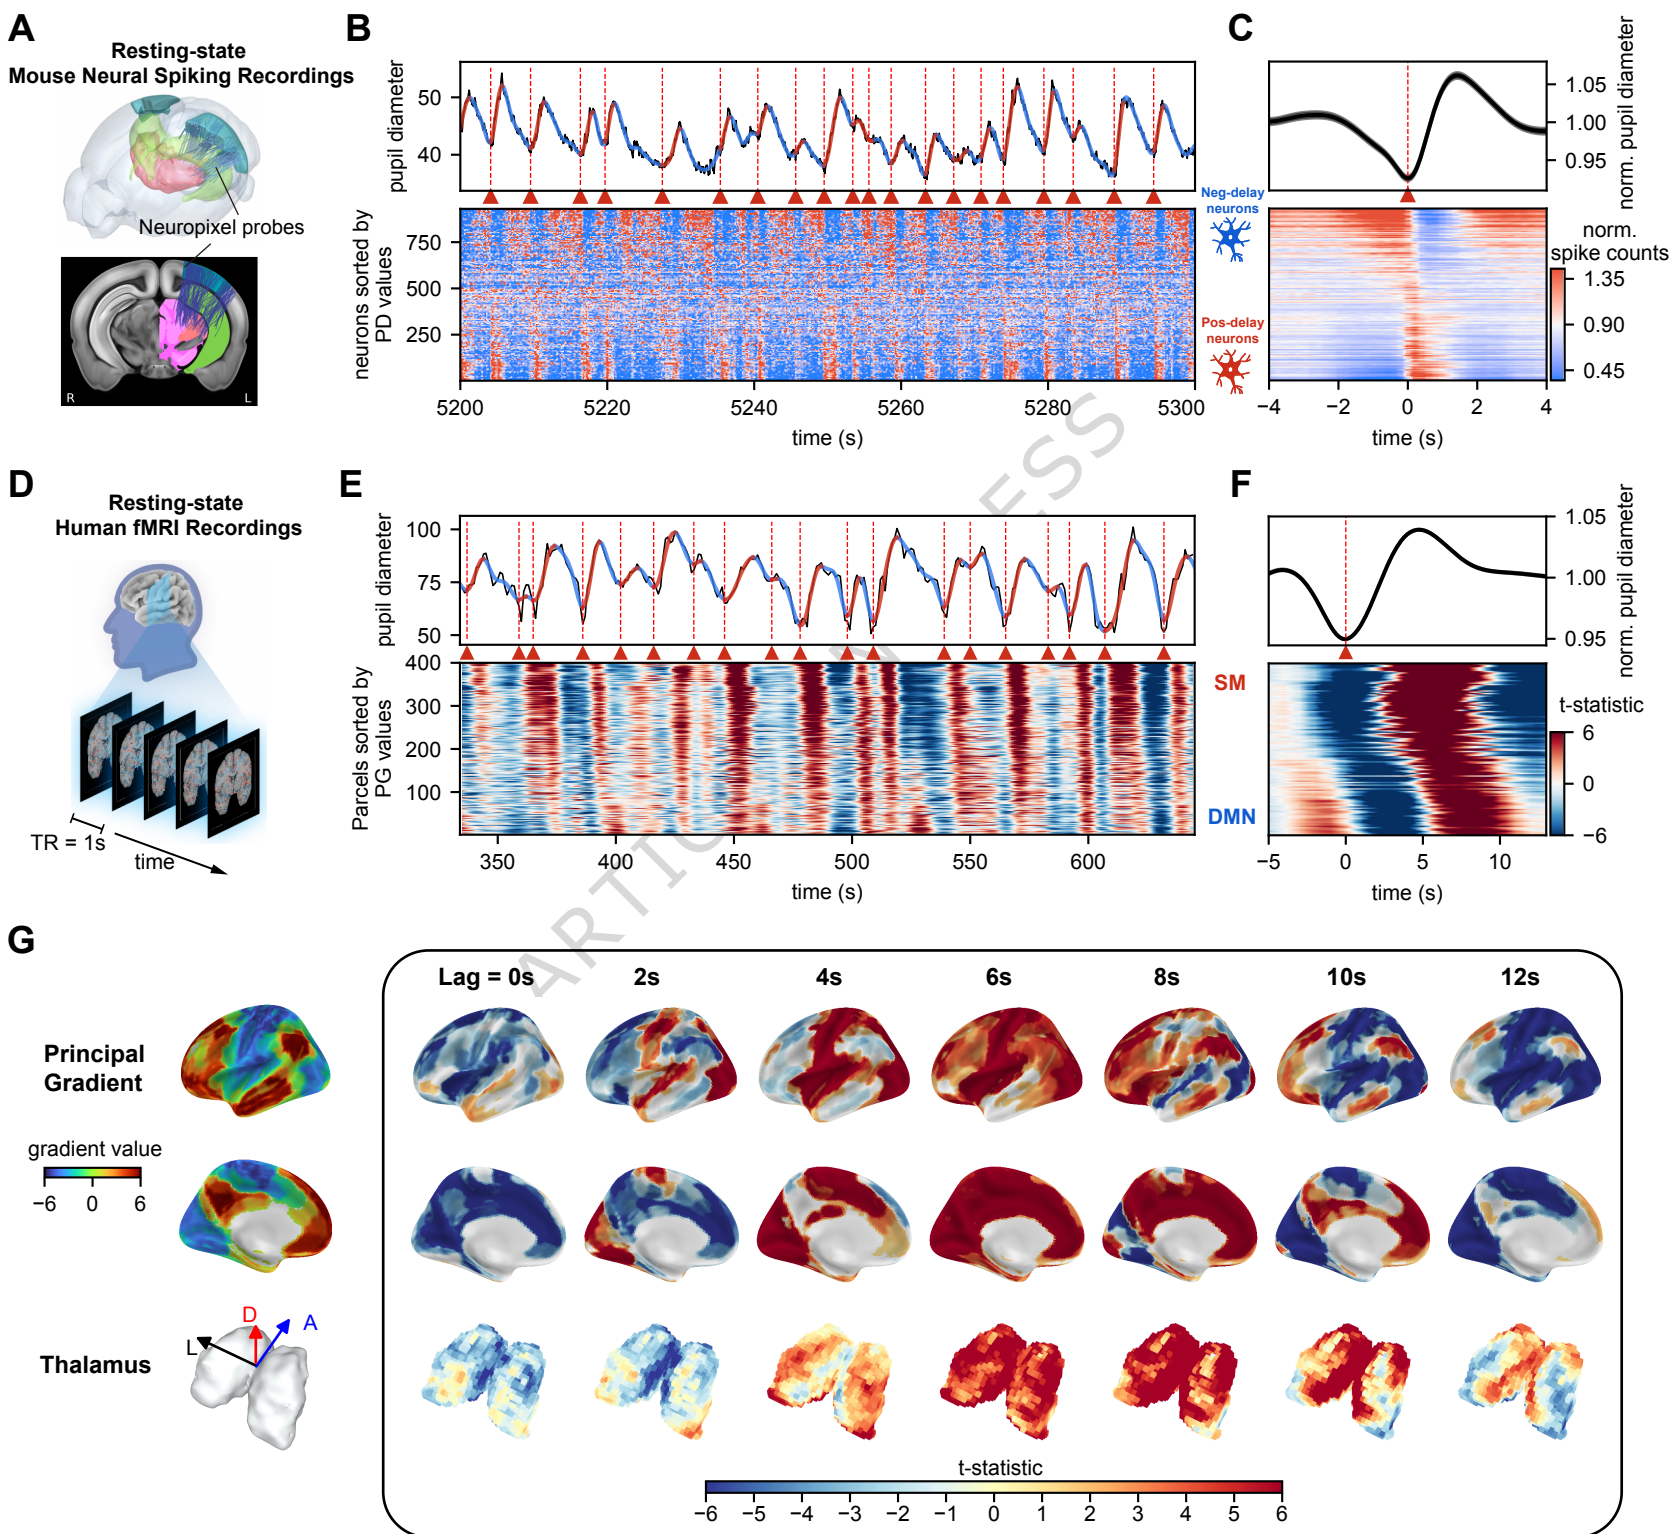 A
Resting-state
Mouse Neural Spiking Recordings
Neuropixel probes
R
L
B
pupil diameter
50
40
neurons sorted by
PD values
750
500
250
5200
5220
5240
5260
5280
5300
time (s)
Neg-delay
neurons
Pos-delay
neurons
C
norm. pupil diameter
1.05
1.00
0.95
norm.
spike counts
1.35
0.90
0.45
−4
−2
0
2
4
time (s)
D
Resting-state
Human fMRI Recordings
TR = 1s
time
E
pupil diameter
100
75
50
Parcels sorted by
PG values
400
300
200
100
350
400
450
500
550
600
time (s)
SM
DMN
F
norm. pupil diameter
1.05
1.00
0.95
t-statistic
6
0
−6
−5
0
5
10
time (s)
G
Principal
Gradient
gradient value
−6
0
6
Thalamus
L
D
A
Lag = 0s
2s
4s
6s
8s
10s
12s
t-statistic
−6
−5
−4
−3
−2
−1
0
1
2
3
4
5
6